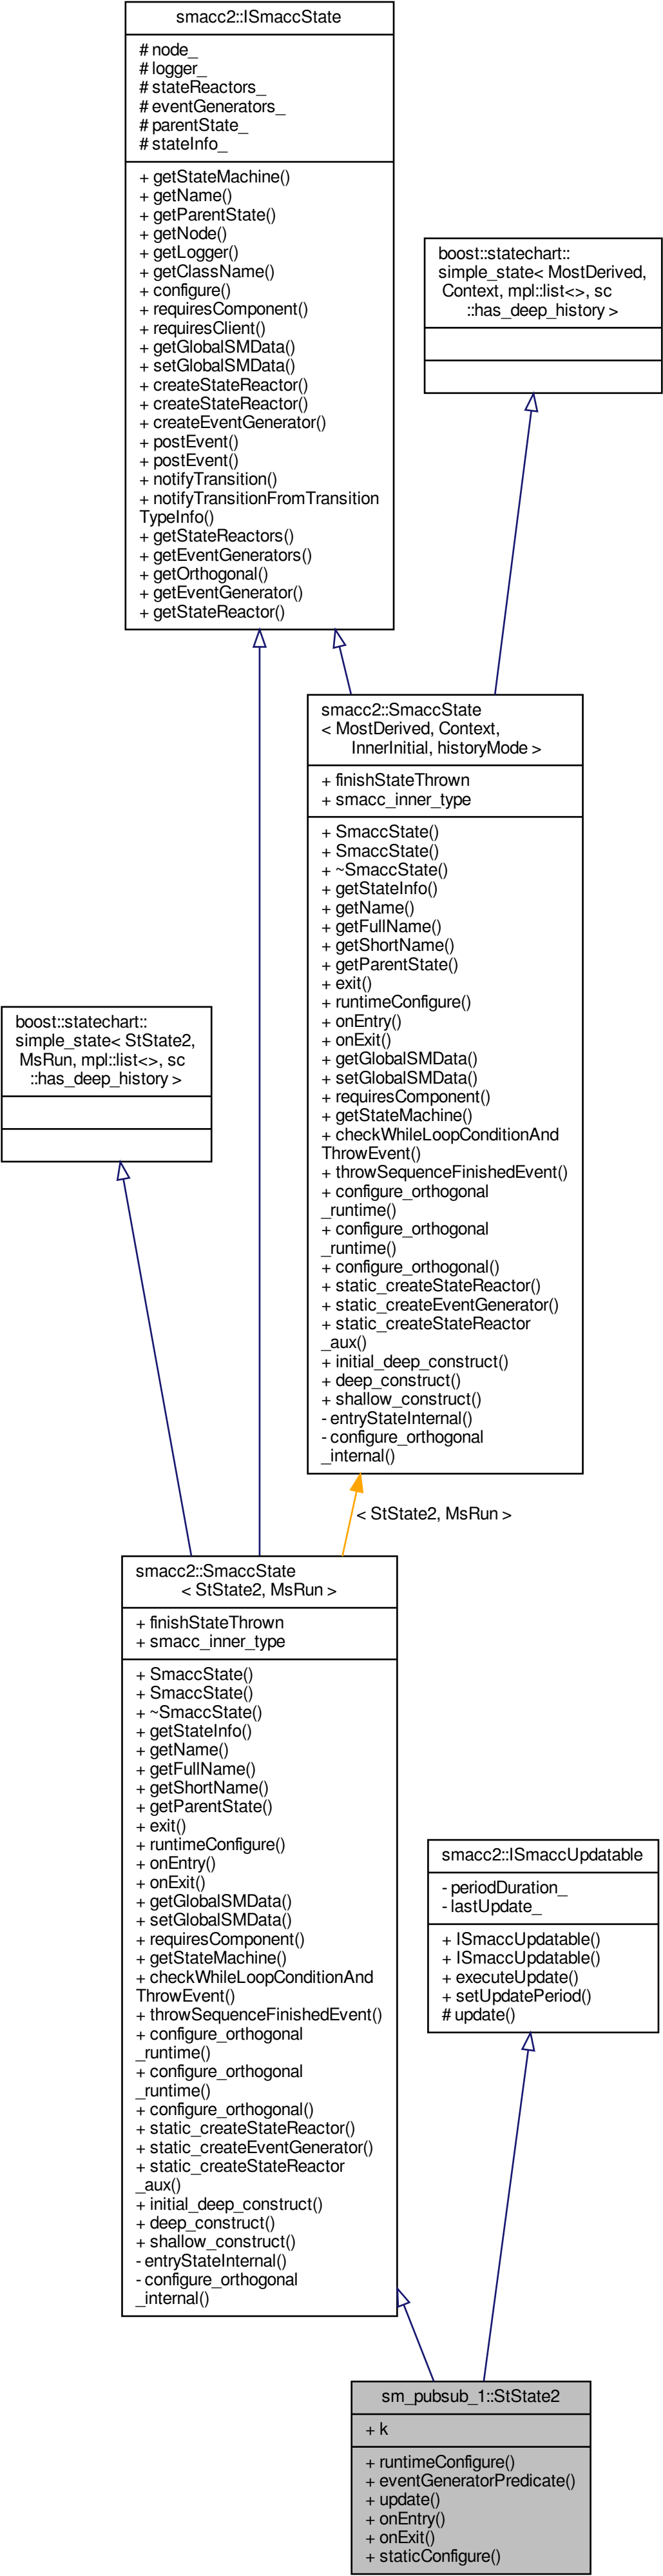 smacc2::ISmaccState
# node_
# logger_
# stateReactors_
# eventGenerators_
# parentState_
# stateInfo_
+ getStateMachine()
+ getName()
+ getParentState()
+ getNode()
+ getLogger()
+ getClassName()
+ configure()
+ requiresComponent()
+ requiresClient()
+ getGlobalSMData()
+ setGlobalSMData()
+ createStateReactor()
+ createStateReactor()
+ createEventGenerator()
+ postEvent()
+ postEvent()
+ notifyTransition()
+ notifyTransitionFromTransition
TypeInfo()
+ getStateReactors()
+ getEventGenerators()
+ getOrthogonal()
+ getEventGenerator()
+ getStateReactor()
boost::statechart::
simple_state< MostDerived,
Context, mpl::list<>, sc
::has_deep_history >
smacc2::SmaccState
< MostDerived, Context,
InnerInitial, historyMode >
+ finishStateThrown
+ smacc_inner_type
+ SmaccState()
+ SmaccState()
+ ~SmaccState()
+ getStateInfo()
+ getName()
+ getFullName()
+ getShortName()
+ getParentState()
+ exit()
+ runtimeConfigure()
+ onEntry()
+ onExit()
+ getGlobalSMData()
+ setGlobalSMData()
+ requiresComponent()
+ getStateMachine()
+ checkWhileLoopConditionAnd
ThrowEvent()
+ throwSequenceFinishedEvent()
+ configure_orthogonal
_runtime()
+ configure_orthogonal
_runtime()
+ configure_orthogonal()
+ static_createStateReactor()
+ static_createEventGenerator()
+ static_createStateReactor
_aux()
+ initial_deep_construct()
+ deep_construct()
+ shallow_construct()
- entryStateInternal()
- configure_orthogonal
_internal()
boost::statechart::
simple_state< StState2,
MsRun, mpl::list<>, sc
::has_deep_history >
< StState2, MsRun >
smacc2::SmaccState
< StState2, MsRun >
+ finishStateThrown
+ smacc_inner_type
+ SmaccState()
+ SmaccState()
+ ~SmaccState()
+ getStateInfo()
+ getName()
+ getFullName()
+ getShortName()
+ getParentState()
+ exit()
+ runtimeConfigure()
+ onEntry()
+ onExit()
+ getGlobalSMData()
+ setGlobalSMData()
+ requiresComponent()
+ getStateMachine()
+ checkWhileLoopConditionAnd
ThrowEvent()
+ throwSequenceFinishedEvent()
+ configure_orthogonal
_runtime()
+ configure_orthogonal
_runtime()
+ configure_orthogonal()
+ static_createStateReactor()
+ static_createEventGenerator()
+ static_createStateReactor
_aux()
+ initial_deep_construct()
+ deep_construct()
+ shallow_construct()
- entryStateInternal()
- configure_orthogonal
_internal()
smacc2::ISmaccUpdatable
- periodDuration_
- lastUpdate_
+ ISmaccUpdatable()
+ ISmaccUpdatable()
+ executeUpdate()
+ setUpdatePeriod()
# update()
sm_pubsub_1::StState2
+ k
+ runtimeConfigure()
+ eventGeneratorPredicate()
+ update()
+ onEntry()
+ onExit()
+ staticConfigure()